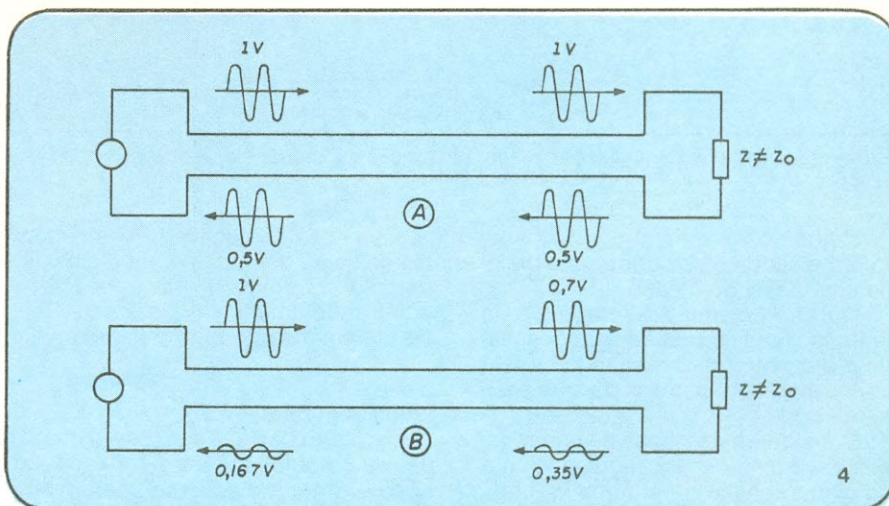 1V 1V
Z ≠ Zo
A
0,5V 0,5V
1V 0,7V
Z ≠ Zo
B
0,167V 0,35V
4